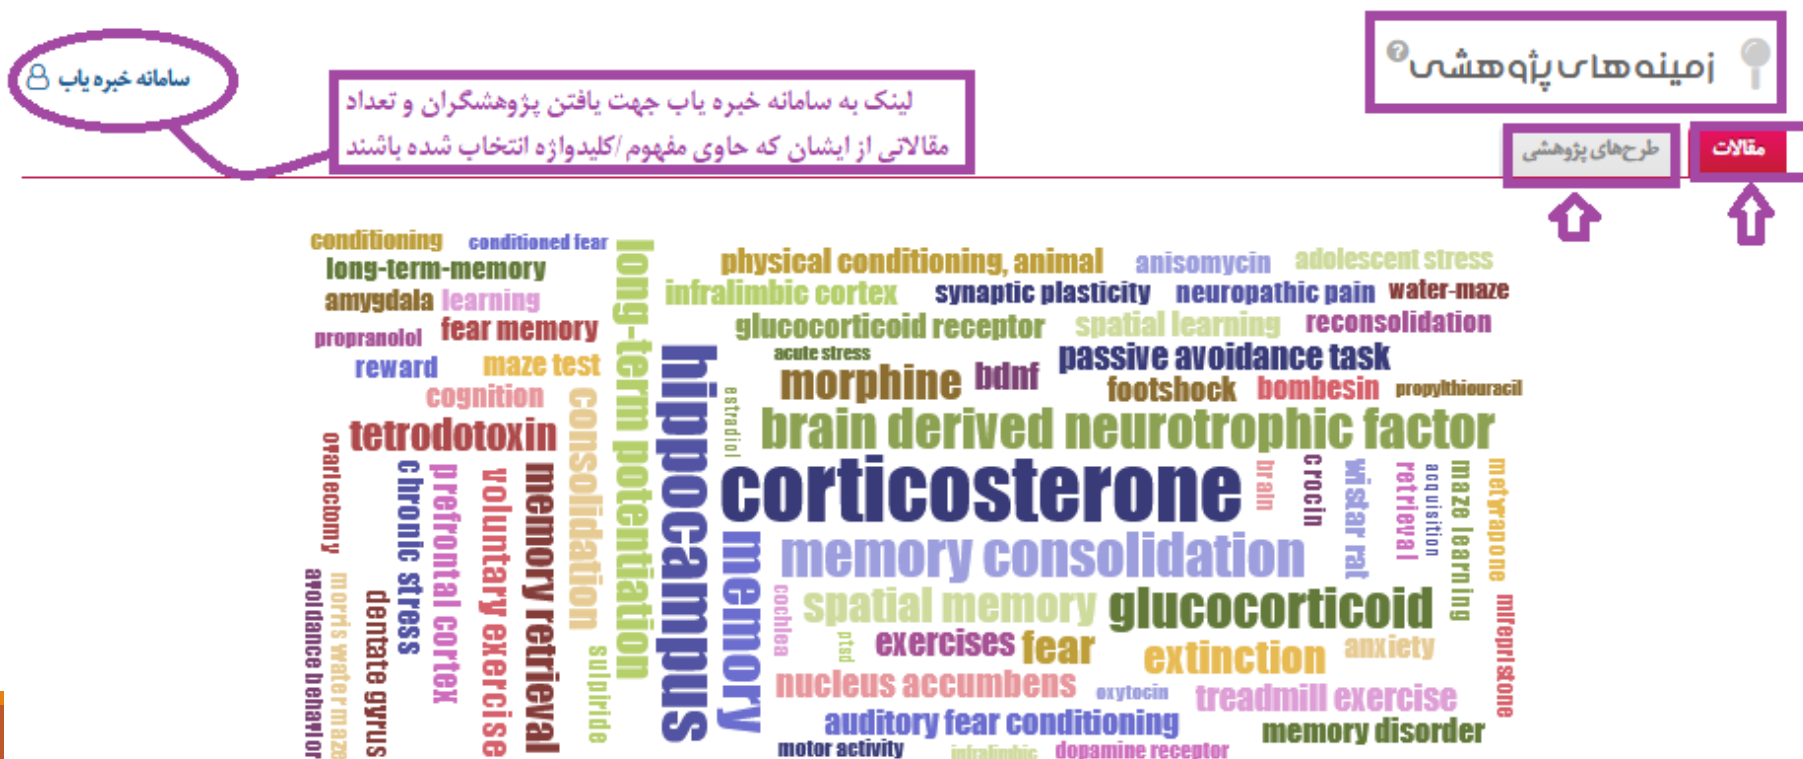 زمینه های پژوهشی
سامانه خبره یاب
لینک به سامانه خبره یاب جهت یافتن پژوهشگران و تعداد
مقالاتی از ایشان که حاوی مفهوم /کلیدواژه انتخاب شده باشند
مقالات
طرح‌های پژوهشی
conditioning
conditioned fear
long-term-memory
amygdala
learning
propranolol
fear memory
reward
maze test
cognition
tetrodotoxin
long-term potentiation
consolidation
hippocampus
physical conditioning, animal
anisomycin
adolescent stress
infralimbic cortex
synaptic plasticity
neuropathic pain
water-maze
glucocorticoid receptor
spatial learning
reconsolidation
acute stress
passive avoidance task
morphine
bdnf
footshock
bombesin
propylthiouracil
estradiol
brain derived neurotrophic factor
corticosterone
brain
crocin
wistar rat
retrieval
acquisition
maze learning
metyrapone
ovariectomy
chronic stress
prefrontal cortex
voluntary exercise
memory retrieval
memory
memory consolidation
cochlea
spatial memory
glucocorticoid
mifepristone
avoidance behavior
morris water maze
dentate gyrus
sulpiride
ptsd
exercises
fear
extinction
anxiety
nucleus accumbens
oxytocin
treadmill exercise
auditory fear conditioning
memory disorder
motor activity
infralimbic
dopamine receptor